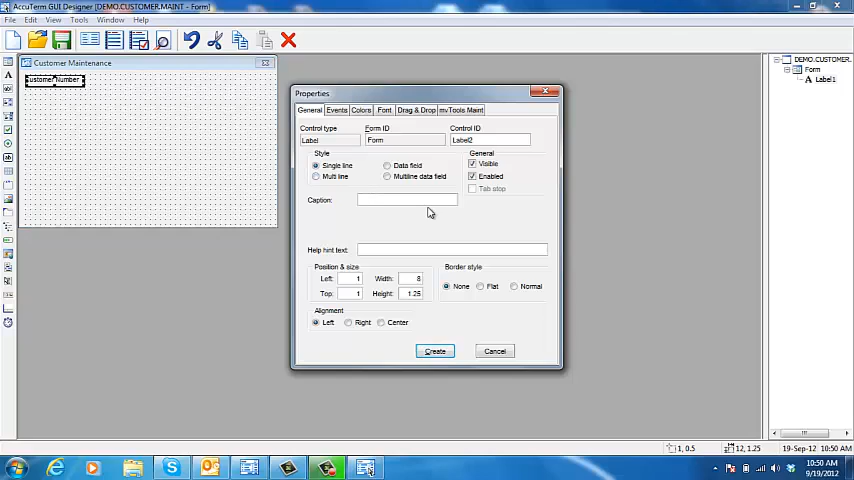 AccuTerm GUI Designer [DEMO.CUSTOMER.MAINT - Form]
File Edit View Tools Window Help
Customer Maintenance
Customer Number
DEMO.CUSTOMER.
Form
A Label1
Properties
General Events Colors Font Drag & Drop mvTools Maint
Control type Form ID Control ID
Label Form Label2
Style General
Single line Data field Visible
Multi line Multiline data field Enabled
Tab stop
Caption:
Help hint text:
Position & size Border style
Left: 1 Width: 8 None Flat Normal
Top: 1 Height: 1.25
Alignment
Left Right Center
Create Cancel
1, 0.5 12, 1.25 19-Sep-12 10:50 AM
10:50 AM
9/19/2012